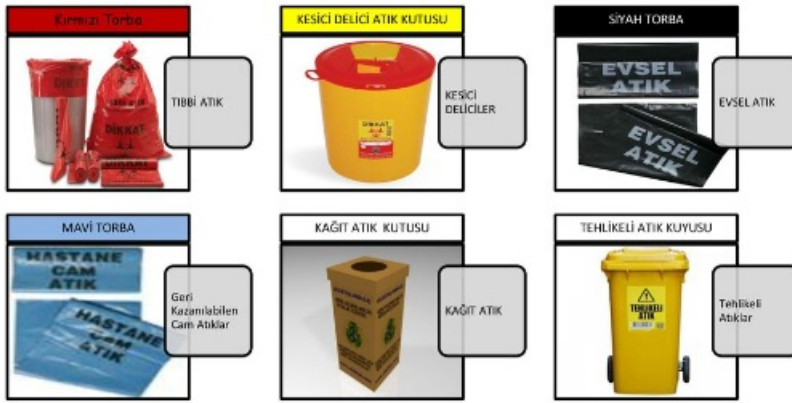 Kırmızı Torba
TIBBİ ATIK
DİKKAT
DİKKAT
KESİCİ DELİCİ ATIK KUTUSU
KESİCİ
DELİCİLER
DİKKAT
SİYAH TORBA
EVSEL
ATIK
EVSEL
ATIK
EVSEL ATIK
MAVİ TORBA
HASTANE
CAM
ATIK
HASTANE
CAM
ATIK
Geri
Kazanılabilen
Cam Atıklar
KAĞIT ATIK KUTUSU
KAĞIT ATIK
TEHLİKELİ ATIK KUYUSU
TEHLİKELİ
ATIK
Tehlikeli
Atıklar